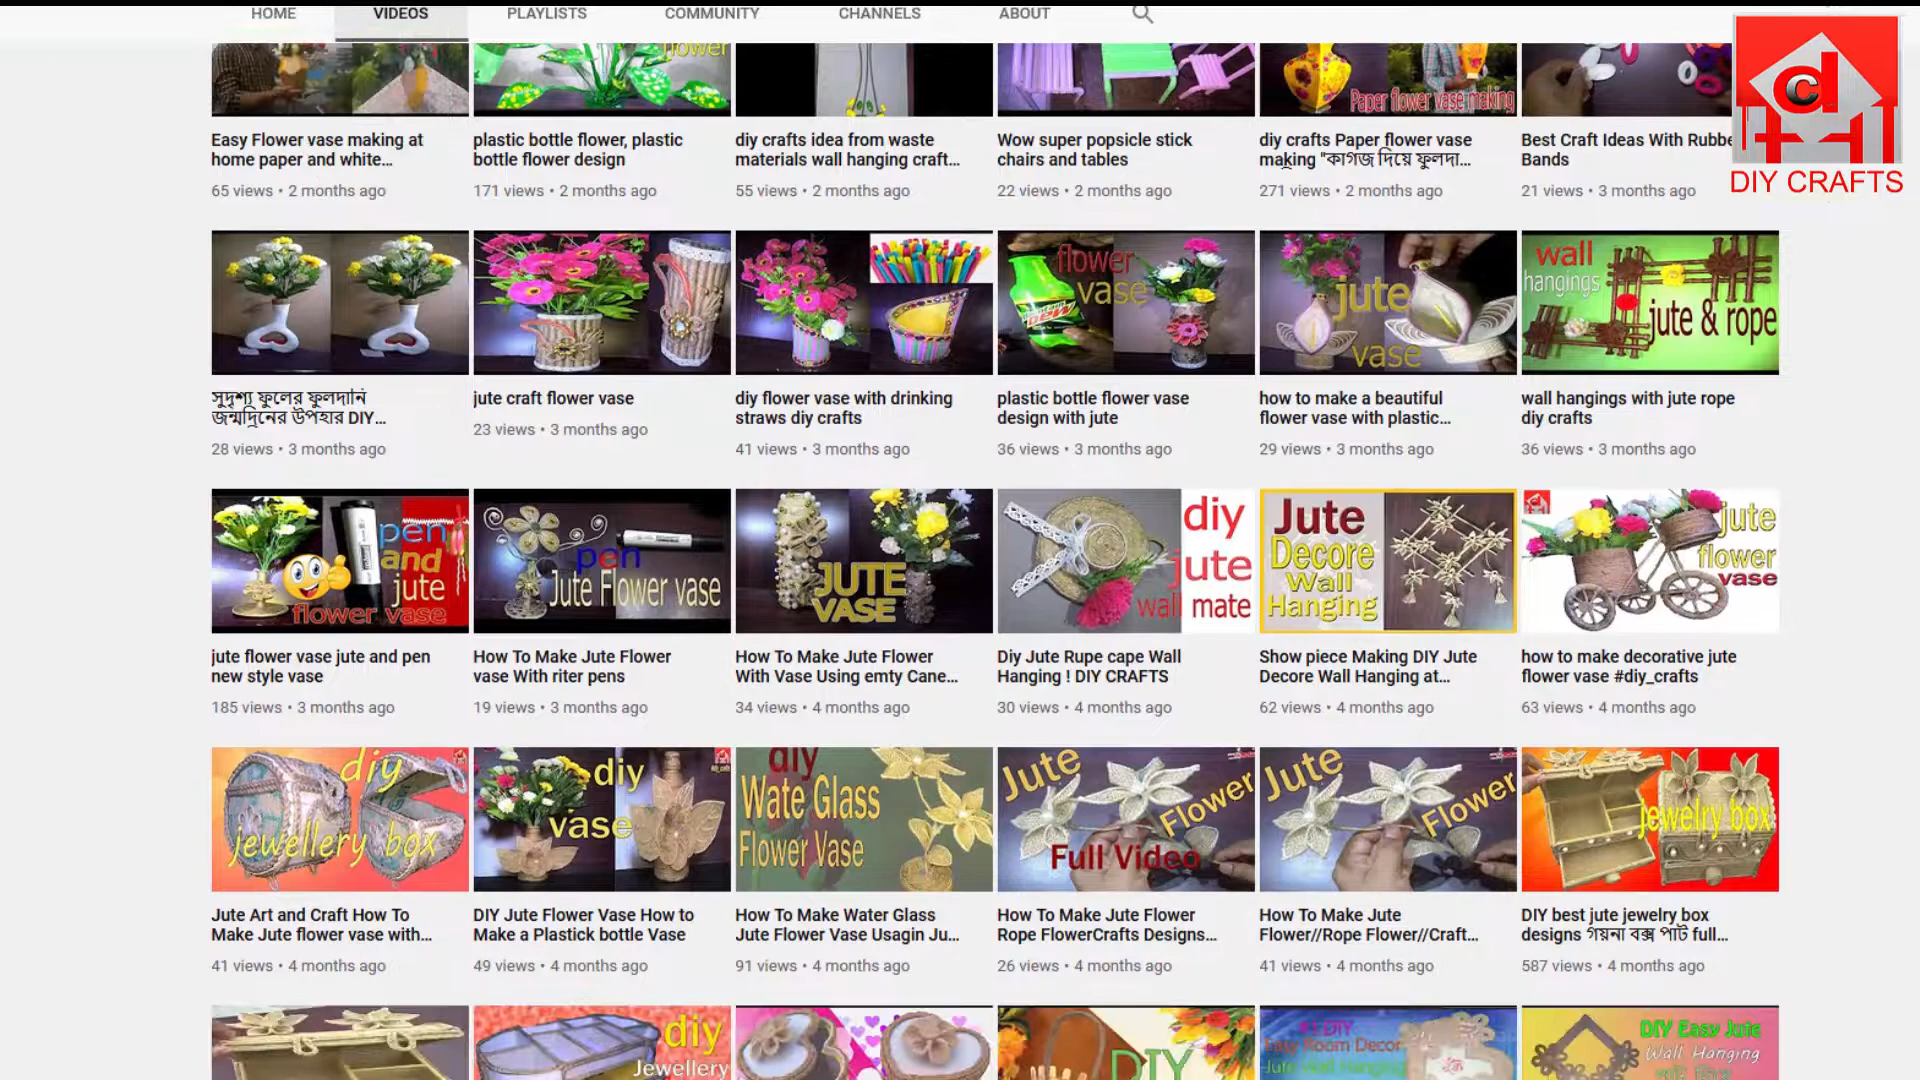 HOME VIDEOS PLAYLISTS COMMUNITY CHANNELS ABOUT
flower
Paper flower vase making
dc
DIY CRAFTS
Easy Flower vase making at
home paper and white...
65 views • 2 months ago
plastic bottle flower, plastic
bottle flower design
171 views • 2 months ago
diy crafts idea from waste
materials wall hanging craft...
55 views • 2 months ago
Wow super popsicle stick
chairs and tables
22 views • 2 months ago
diy crafts Paper flower vase
making "কাগজ দিয়ে ফুলদা...
271 views • 2 months ago
Best Craft Ideas With Rubbe
Bands
21 views • 3 months ago
flower
vase
DEW
jute
vase
wall
hangings
jute & rope
সুদৃশ্য ফুলের ফুলদানি
জন্মদিনের উপহার DIY...
28 views • 3 months ago
jute craft flower vase
23 views • 3 months ago
diy flower vase with drinking
straws diy crafts
41 views • 3 months ago
plastic bottle flower vase
design with jute
36 views • 3 months ago
how to make a beautiful
flower vase with plastic...
29 views • 3 months ago
wall hangings with jute rope
diy crafts
36 views • 3 months ago
pen
and
jute
flower vase
pen
Jute Flower vase
JUTE
VASE
diy
jute
wall mate
Jute
Decore
Wall
Hanging
jute
flower
vase
jute flower vase jute and pen
new style vase
185 views • 3 months ago
How To Make Jute Flower
vase With riter pens
19 views • 3 months ago
How To Make Jute Flower
With Vase Using emty Cane...
34 views • 4 months ago
Diy Jute Rupe cape Wall
Hanging ! DIY CRAFTS
30 views • 4 months ago
Show piece Making DIY Jute
Decore Wall Hanging at...
62 views • 4 months ago
how to make decorative jute
flower vase #diy_crafts
63 views • 4 months ago
diy
jewellery box
diy
vase
diy
Wate Glass
Flower Vase
Jute
Flower
Full Video
Jute
Flower
jewelry box
Jute Art and Craft How To
Make Jute flower vase with...
41 views • 4 months ago
DIY Jute Flower Vase How to
Make a Plastick bottle Vase
49 views • 4 months ago
How To Make Water Glass
Jute Flower Vase Usagin Ju...
91 views • 4 months ago
How To Make Jute Flower
Rope FlowerCrafts Designs...
26 views • 4 months ago
How To Make Jute
Flower//Rope Flower//Craft...
41 views • 4 months ago
DIY best jute jewelry box
designs গয়না বক্স পাট full...
587 views • 4 months ago
diy
Jewellery
DIY
DIY
Easy Room Decor
Jute Wall Hanging
DIY Easy Jute
Wall Hanging